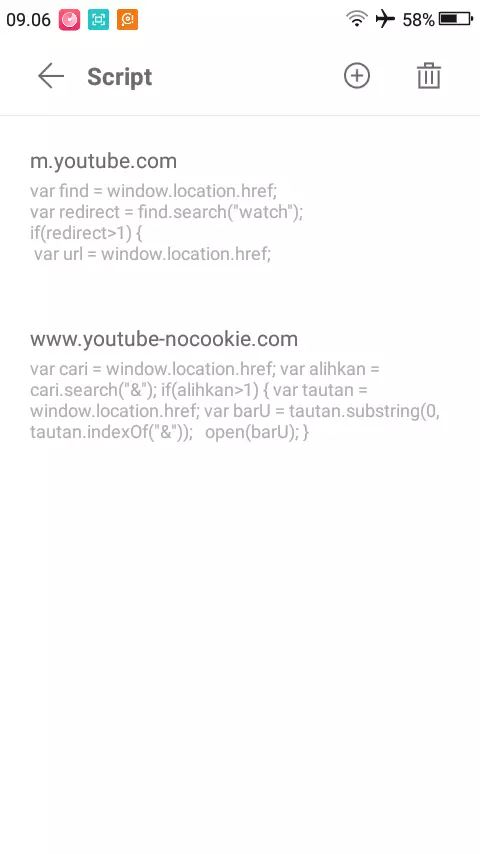 09.06 58%
Script
m.youtube.com
var find = window.location.href;
var redirect = find.search("watch");
if(redirect>1) {
 var url = window.location.href;
www.youtube-nocookie.com
var cari = window.location.href; var alihkan =
cari.search("&"); if(alihkan>1) { var tautan =
window.location.href; var barU = tautan.substring(0,
tautan.indexOf("&"));   open(barU); }